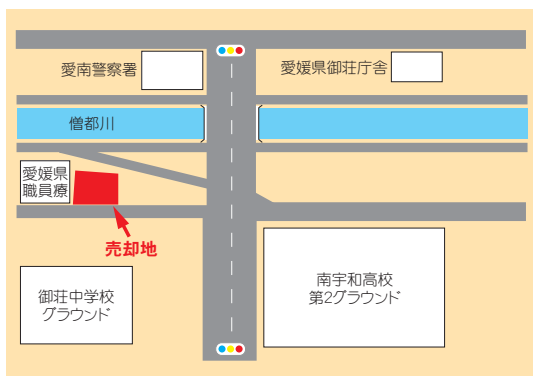 愛南警察署
愛媛県御荘庁舎
僧都川
愛媛県
職員療
売却地
御荘中学校
グラウンド
南宇和高校
第2グラウンド